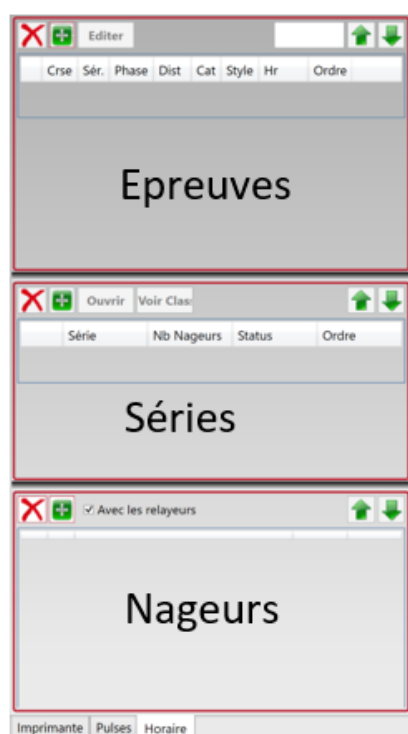 Editer
Crse Sér. Phase Dist Cat Style Hr Ordre
Epreuves
Ouvrir Voir Clas
Série Nb Nageurs Status Ordre
Séries
Avec les relayeurs
Nageurs
Imprimante Pulses Horaire